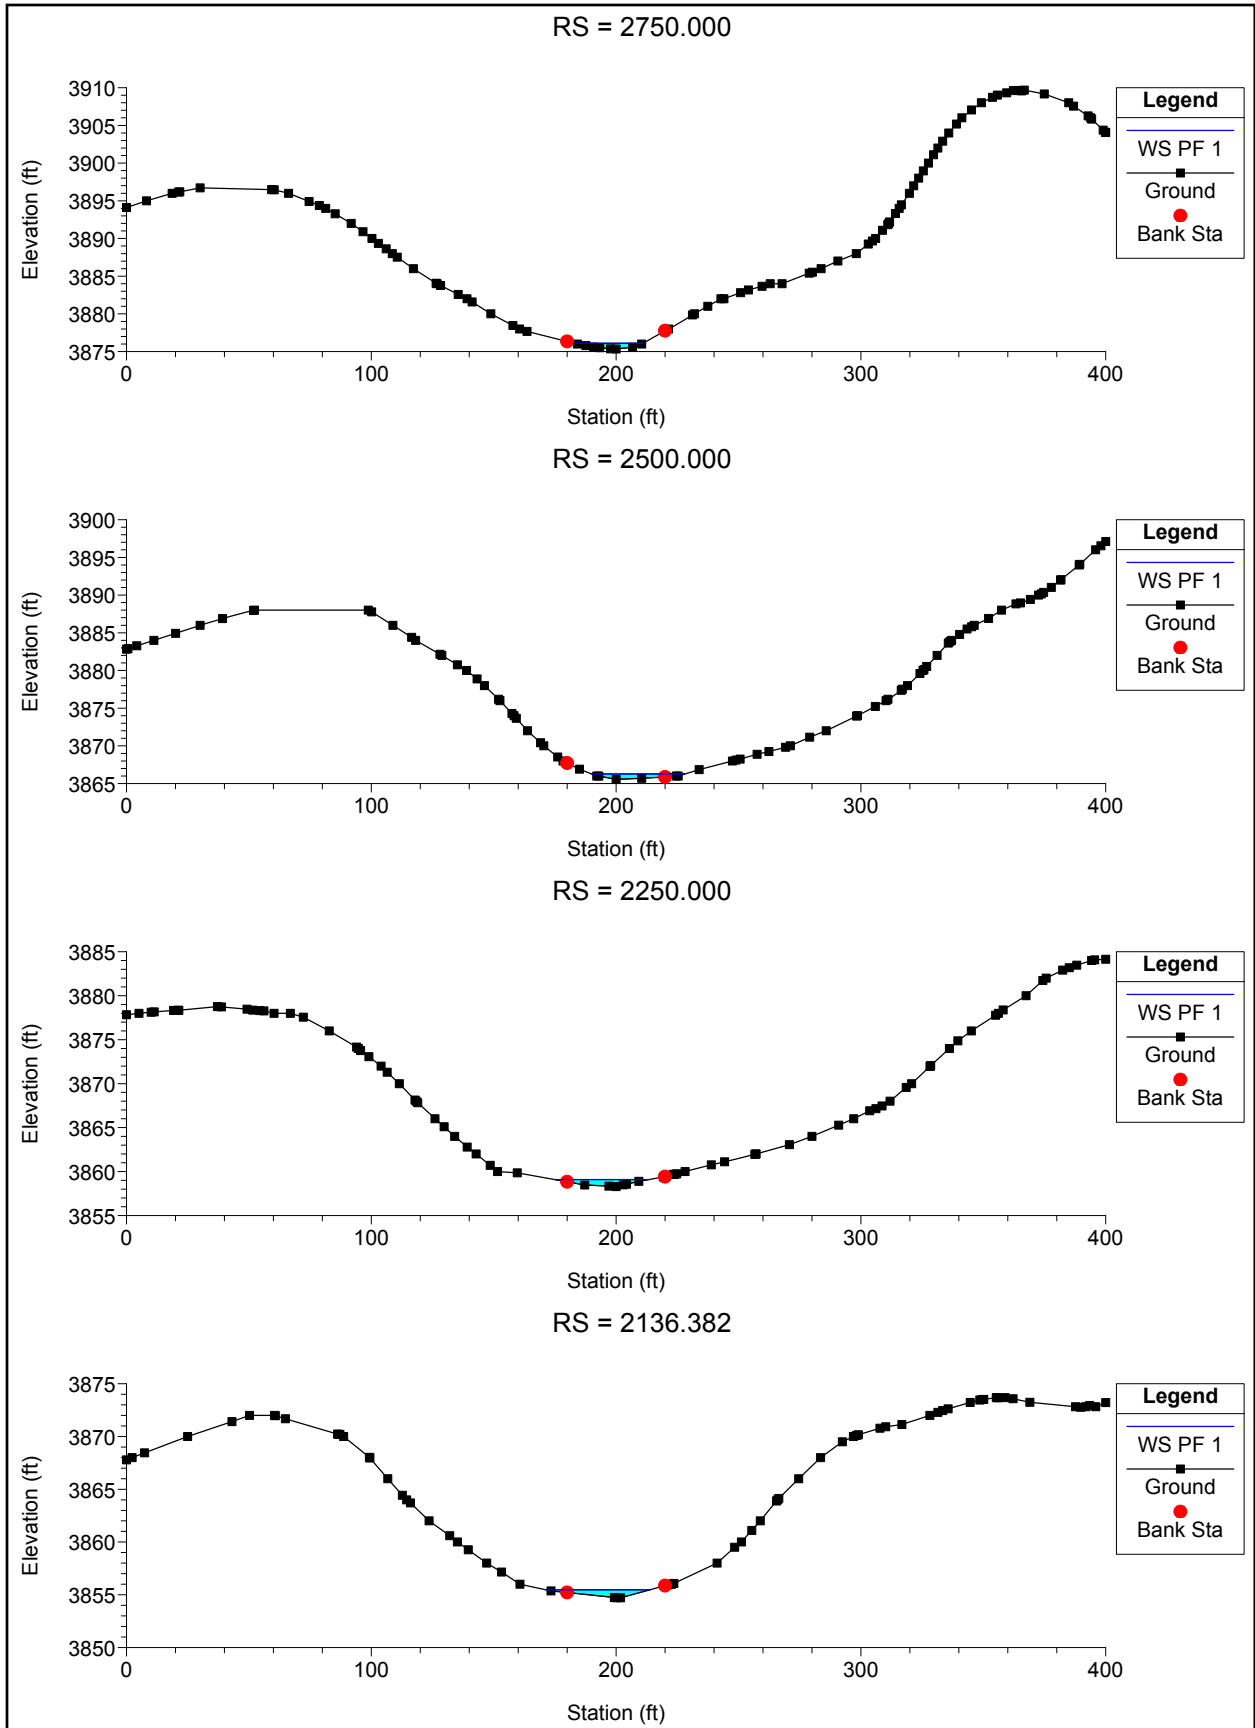 RS = 2750.000
3910
3905
3900
3895
3890
3885
3880
3875
Elevation (ft)
0 100 200 300 400
Station (ft)
Legend
WS PF 1
Ground
Bank Sta
RS = 2500.000
3900
3895
3890
3885
3880
3875
3870
3865
Elevation (ft)
0 100 200 300 400
Station (ft)
Legend
WS PF 1
Ground
Bank Sta
RS = 2250.000
3885
3880
3875
3870
3865
3860
3855
Elevation (ft)
0 100 200 300 400
Station (ft)
Legend
WS PF 1
Ground
Bank Sta
RS = 2136.382
3875
3870
3865
3860
3855
3850
Elevation (ft)
0 100 200 300 400
Station (ft)
Legend
WS PF 1
Ground
Bank Sta